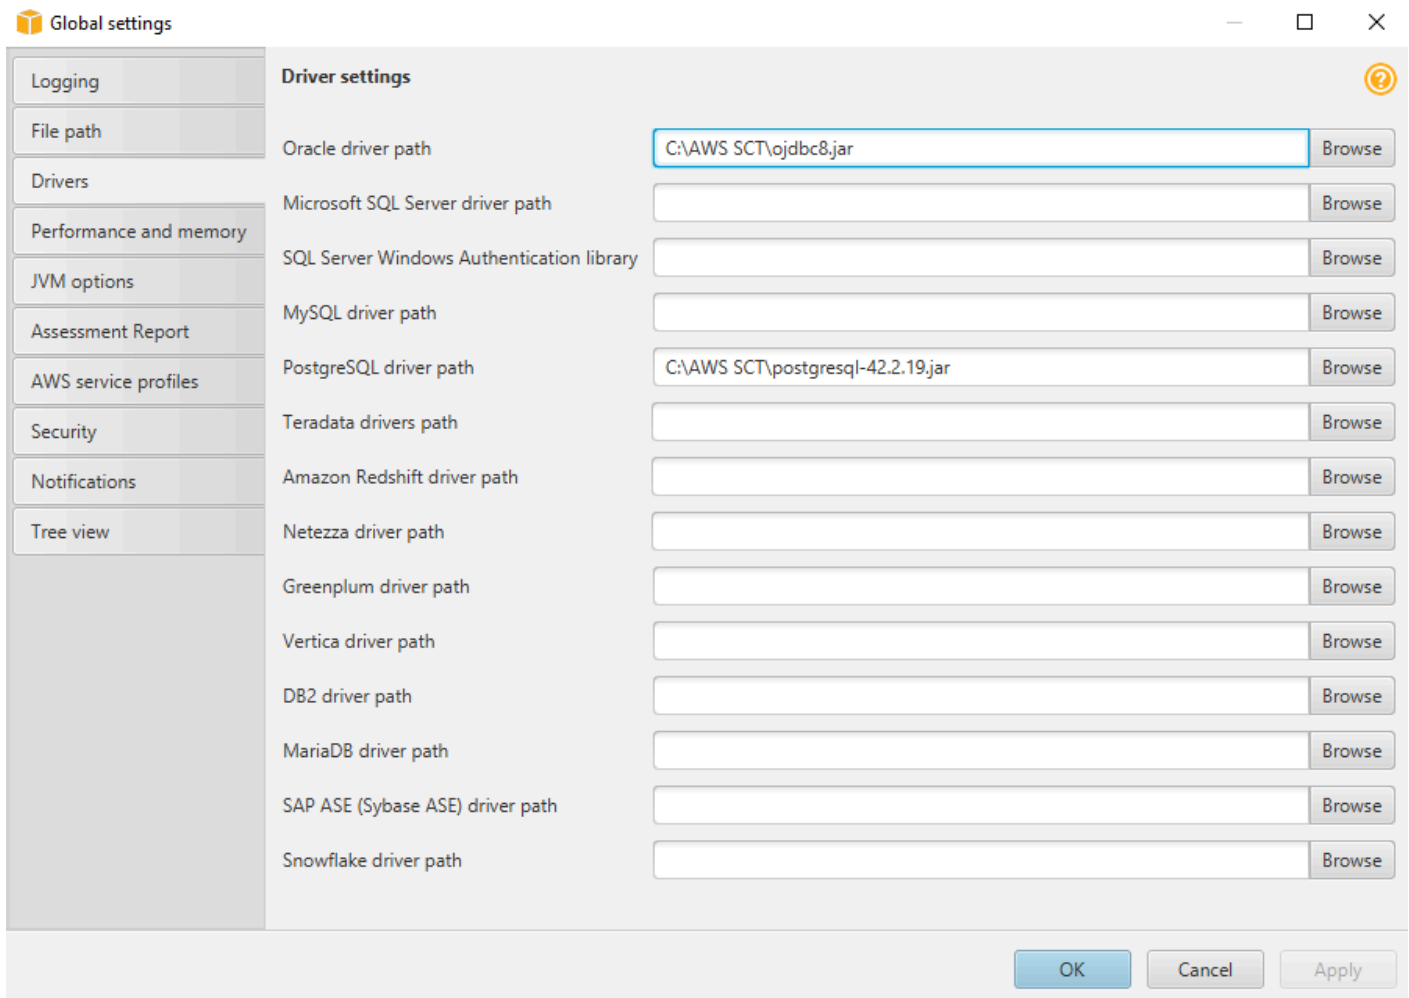 Global settings
Logging
File path
Drivers
Performance and memory
JVM options
Assessment Report
AWS service profiles
Security
Notifications
Tree view
Driver settings
?
Oracle driver path C:\AWS SCT\ojdbc8.jar Browse
Microsoft SQL Server driver path Browse
SQL Server Windows Authentication library Browse
MySQL driver path Browse
PostgreSQL driver path C:\AWS SCT\postgresql-42.2.19.jar Browse
Teradata drivers path Browse
Amazon Redshift driver path Browse
Netezza driver path Browse
Greenplum driver path Browse
Vertica driver path Browse
DB2 driver path Browse
MariaDB driver path Browse
SAP ASE (Sybase ASE) driver path Browse
Snowflake driver path Browse
OK Cancel Apply